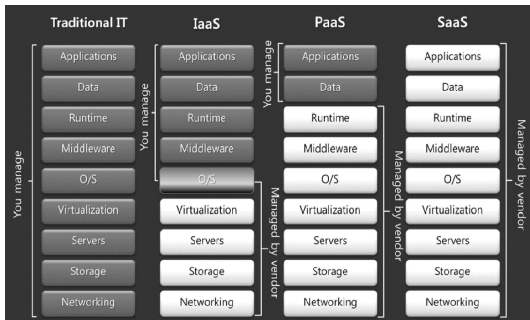 Traditional IT IaaS PaaS SaaS
Applications Applications Applications Applications
Data Data Data Data
Runtime Runtime Runtime Runtime
Middleware Middleware Middleware Middleware
O/S O/S O/S O/S
Virtualization Virtualization Virtualization Virtualization
Servers Servers Servers Servers
Storage Storage Storage Storage
Networking Networking Networking Networking
You manage
You manage
Managed by vendor
You manage
Managed by vendor
Managed by vendor